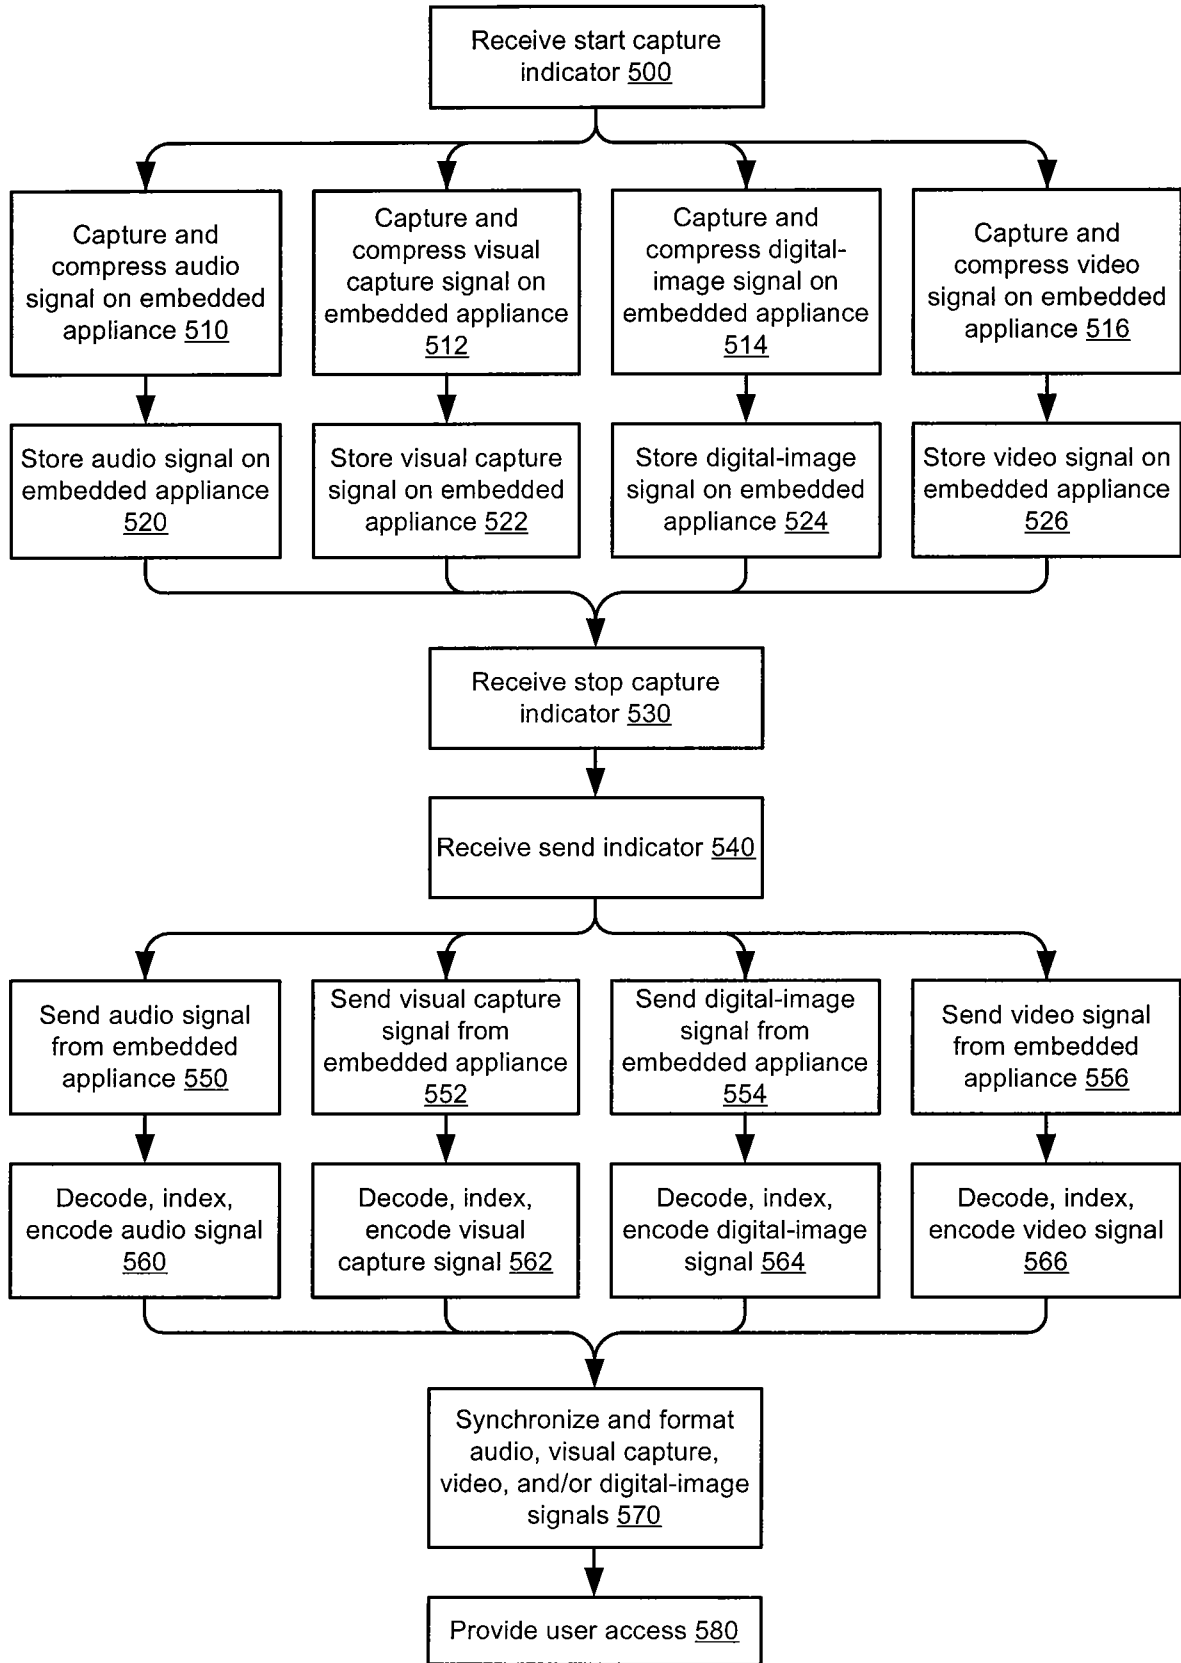 Receive start capture
indicator 500
Capture and
compress audio
signal on embedded
appliance 510
Capture and
compress visual
capture signal on
embedded appliance
512
Capture and
compress digital-
image signal on
embedded appliance
514
Capture and
compress video
signal on embedded
appliance 516
Store audio signal on
embedded appliance
520
Store visual capture
signal on embedded
appliance 522
Store digital-image
signal on embedded
appliance 524
Store video signal on
embedded appliance
526
Receive stop capture
indicator 530
Receive send indicator 540
Send audio signal
from embedded
appliance 550
Send visual capture
signal from
embedded appliance
552
Send digital-image
signal from
embedded appliance
554
Send video signal
from embedded
appliance 556
Decode, index,
encode audio signal
560
Decode, index,
encode visual
capture signal 562
Decode, index,
encode digital-image
signal 564
Decode, index,
encode video signal
566
Synchronize and format
audio, visual capture,
video, and/or digital-image
signals 570
Provide user access 580